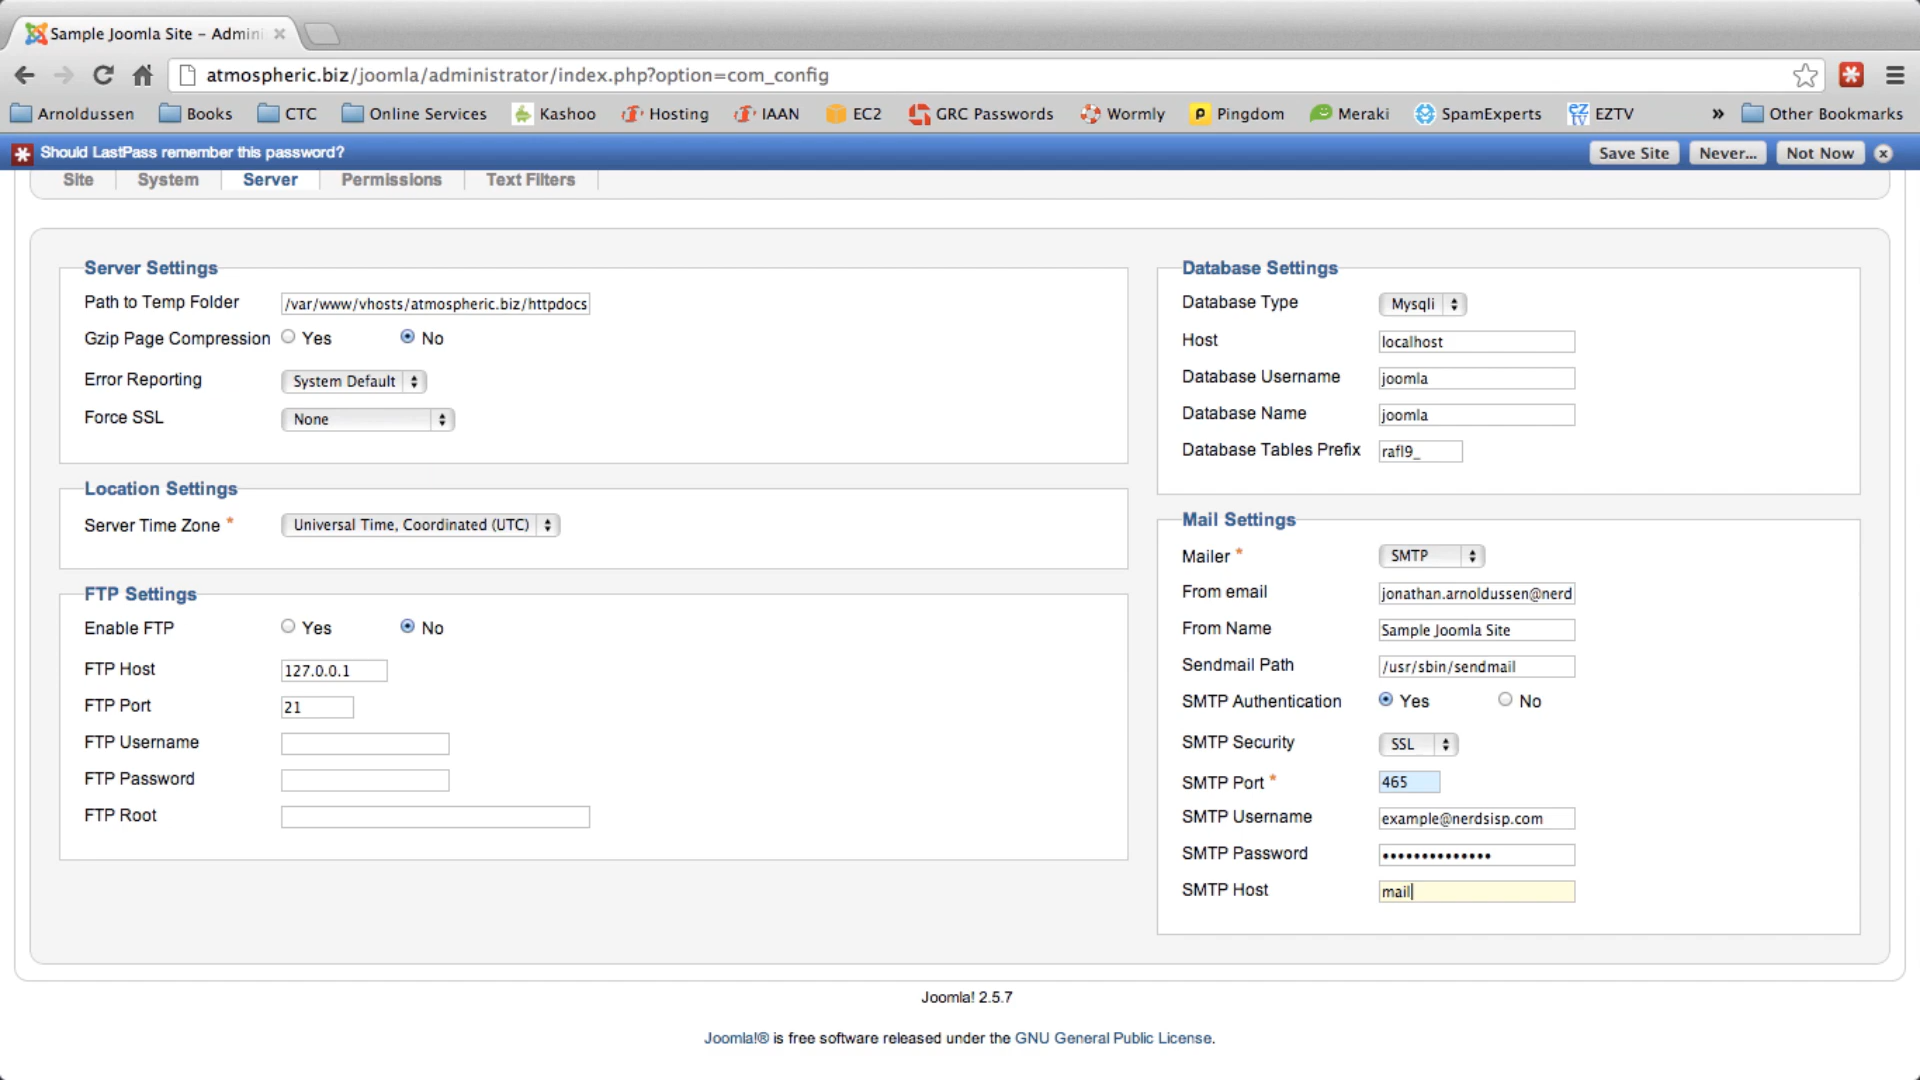 Sample Joomla Site - Admini
atmospheric.biz/joomla/administrator/index.php?option=com_config
Arnoldussen Books CTC Online Services Kashoo Hosting IAAN EC2 GRC Passwords Wormly Pingdom Meraki SpamExperts EZTV » Other Bookmarks
Should LastPass remember this password? Save Site Never... Not Now
Site System Server Permissions Text Filters
Server Settings
Path to Temp Folder /var/www/vhosts/atmospheric.biz/httpdocs
Gzip Page Compression Yes No
Error Reporting System Default
Force SSL None
Location Settings
Server Time Zone * Universal Time, Coordinated (UTC)
FTP Settings
Enable FTP Yes No
FTP Host 127.0.0.1
FTP Port 21
FTP Username
FTP Password
FTP Root
Database Settings
Database Type Mysqli
Host localhost
Database Username joomla
Database Name joomla
Database Tables Prefix rafl9_
Mail Settings
Mailer * SMTP
From email jonathan.arnoldussen@nerd
From Name Sample Joomla Site
Sendmail Path /usr/sbin/sendmail
SMTP Authentication Yes No
SMTP Security SSL
SMTP Port * 465
SMTP Username example@nerdsisp.com
SMTP Password ••••••••••••••
SMTP Host mail
Joomla! 2.5.7
Joomla!® is free software released under the GNU General Public License.